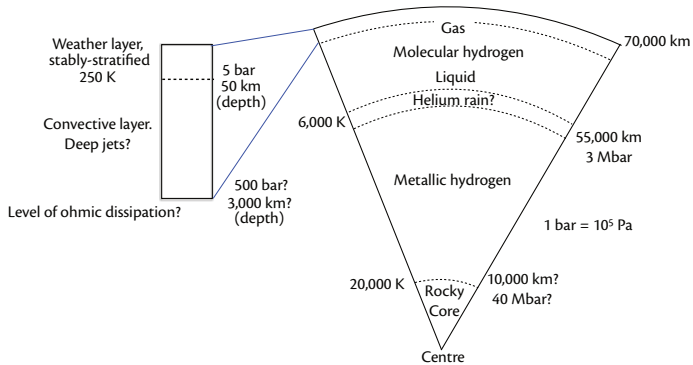 Weather layer,
stably-stratified
250 K
5 bar
50 km
(depth)
Convective layer.
Deep jets?
500 bar?
3,000 km?
(depth)
Level of ohmic dissipation?
Gas
Molecular hydrogen
Liquid
Helium rain?
70,000 km
6,000 K
55,000 km
3 Mbar
Metallic hydrogen
1 bar = 10⁵ Pa
20,000 K
10,000 km?
40 Mbar?
Rocky
Core
Centre